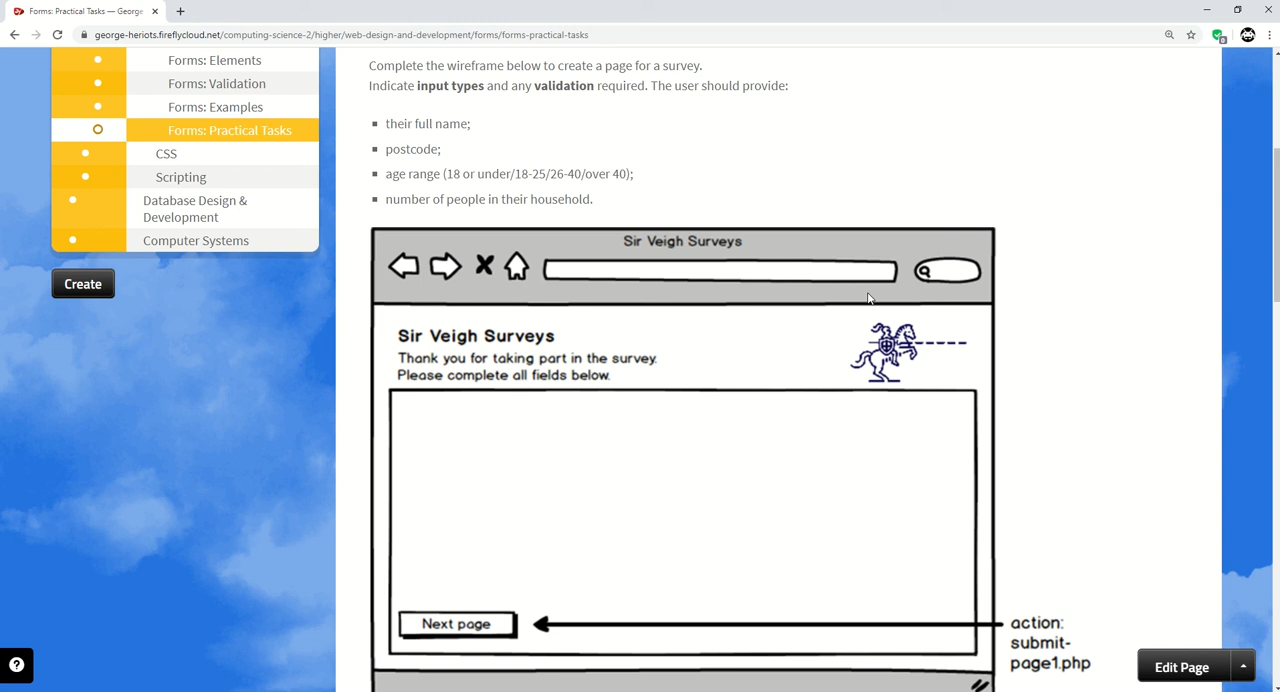 Forms: Practical Tasks — George
george-heriots.fireflycloud.net/computing-science-2/higher/web-design-and-development/forms/forms-practical-tasks
Forms: Elements
Forms: Validation
Forms: Examples
Forms: Practical Tasks
CSS
Scripting
Database Design &
Development
Computer Systems
Create
Complete the wireframe below to create a page for a survey.
Indicate input types and any validation required. The user should provide:
their full name;
postcode;
age range (18 or under/18-25/26-40/over 40);
number of people in their household.
Sir Veigh Surveys
Sir Veigh Surveys
Thank you for taking part in the survey.
Please complete all fields below.
Next page
action:
submit-
page1.php
Edit Page